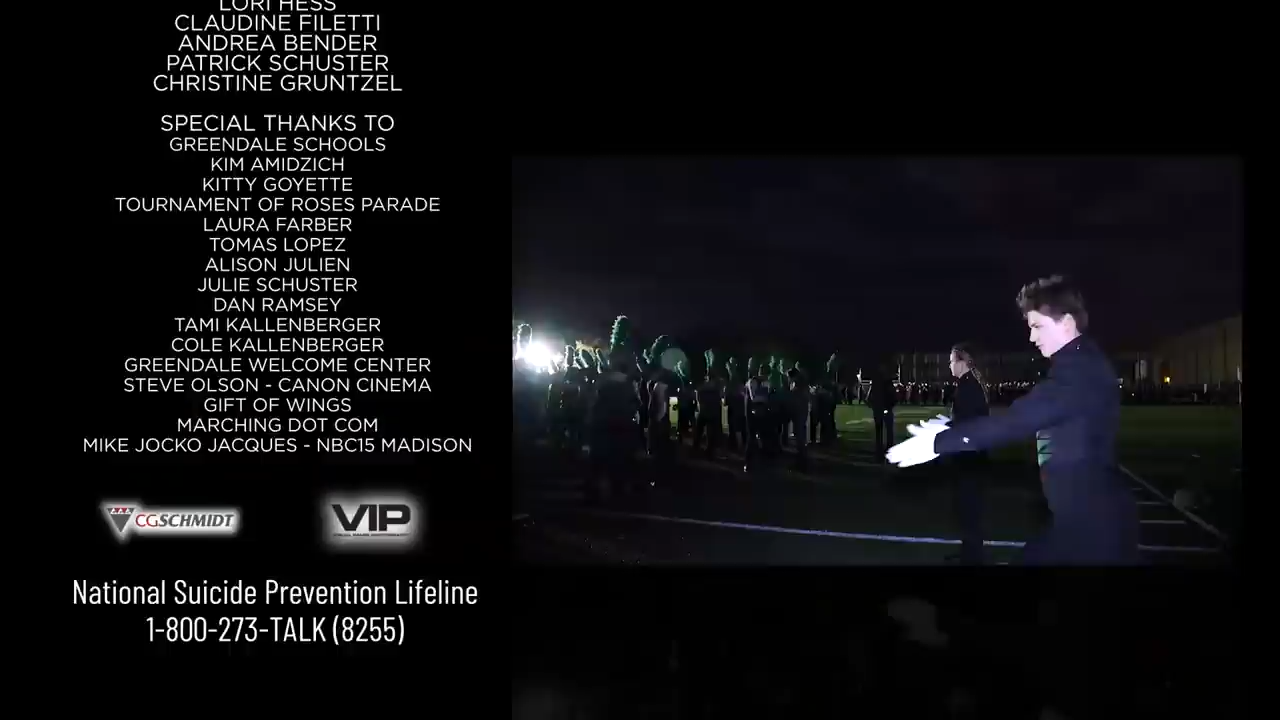 LORI HESS
CLAUDINE FILETTI
ANDREA BENDER
PATRICK SCHUSTER
CHRISTINE GRUNTZEL
SPECIAL THANKS TO
GREENDALE SCHOOLS
KIM AMIDZICH
KITTY GOYETTE
TOURNAMENT OF ROSES PARADE
LAURA FARBER
TOMAS LOPEZ
ALISON JULIEN
JULIE SCHUSTER
DAN RAMSEY
TAMI KALLENBERGER
COLE KALLENBERGER
GREENDALE WELCOME CENTER
STEVE OLSON - CANON CINEMA
GIFT OF WINGS
MARCHING DOT COM
MIKE JOCKO JACQUES - NBC15 MADISON
CGSCHMIDT
VIP
National Suicide Prevention Lifeline
1-800-273-TALK (8255)